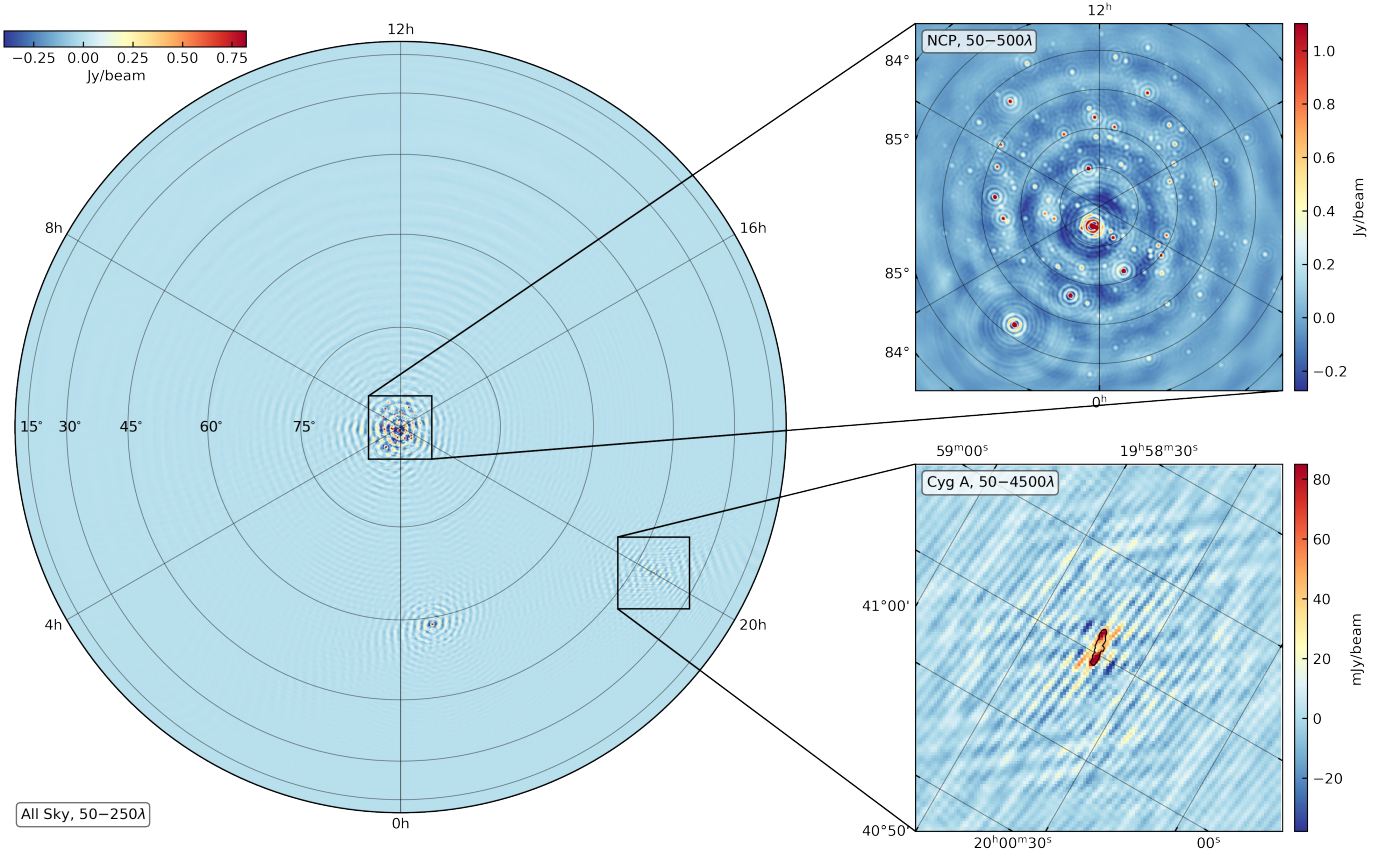 −0.25 0.00 0.25 0.50 0.75
Jy/beam
12h
8h
16h
15° 30° 45° 60° 75°
4h
20h
0h
All Sky, 50−250λ
12ʰ
NCP, 50−500λ
84°
85°
85°
84°
0ʰ
1.0
0.8
0.6
0.4
0.2
0.0
−0.2
Jy/beam
59ᵐ00ˢ 19ʰ58ᵐ30ˢ
Cyg A, 50−4500λ
41°00'
40°50'
20ʰ00ᵐ30ˢ 00ˢ
80
60
40
20
0
−20
mJy/beam